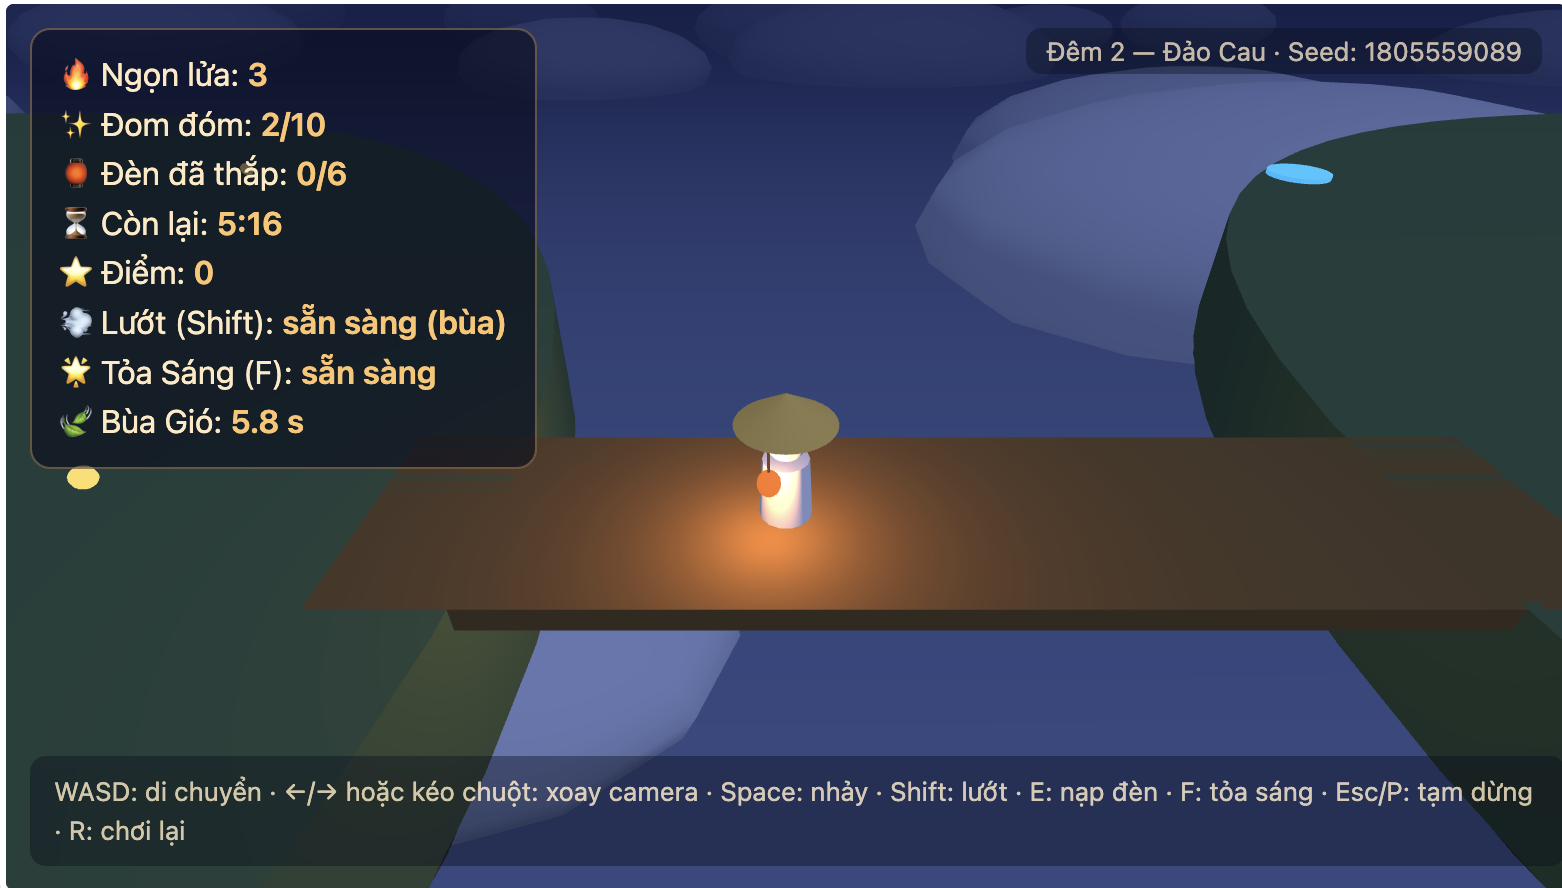 🔥 Ngọn lửa: 3
Đêm 2 — Đảo Cau · Seed: 1805559089
✨ Đom đóm: 2/10
🏮 Đèn đã thắp: 0/6
⏳ Còn lại: 5:16
⭐ Điểm: 0
💨 Lướt (Shift): sẵn sàng (bùa)
🌟 Tỏa Sáng (F): sẵn sàng
🌿 Bùa Gió: 5.8 s
WASD: di chuyển · ←/→ hoặc kéo chuột: xoay camera · Space: nhảy · Shift: lướt · E: nạp đèn · F: tỏa sáng · Esc/P: tạm dừng
· R: chơi lại